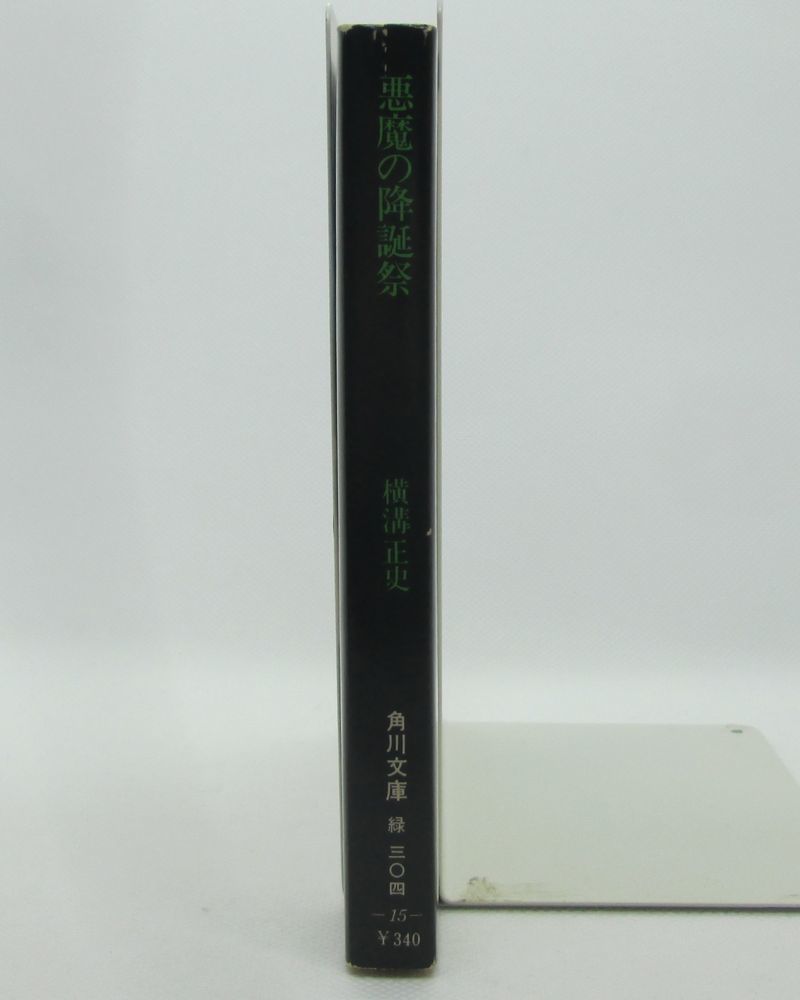 悪魔の降誕祭
横溝正史
角川文庫
緑 三〇四
—15—
￥340